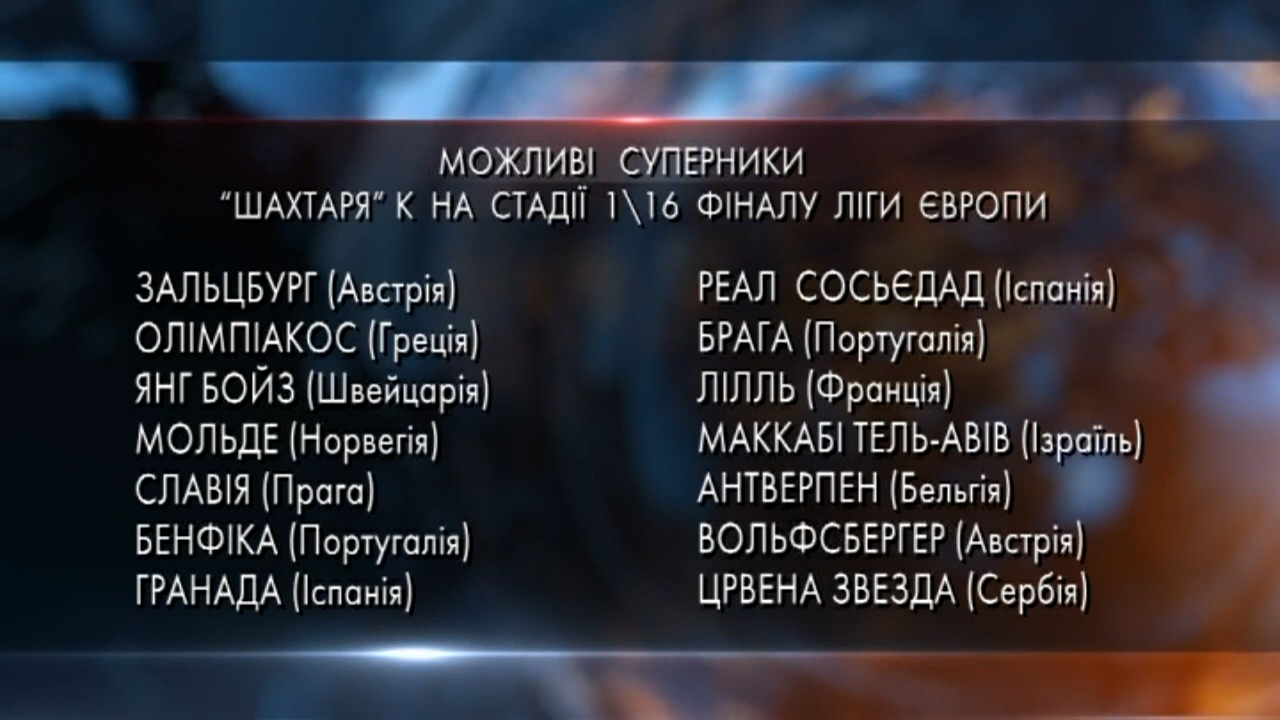 МОЖЛИВІ СУПЕРНИКИ
“ШАХТАРЯ” К НА СТАДІЇ 1\16 ФІНАЛУ ЛІГИ ЄВРОПИ
ЗАЛЬЦБУРГ (Австрія)
ОЛІМПІАКОС (Греція)
ЯНГ БОЙЗ (Швейцарія)
МОЛЬДЕ (Норвегія)
СЛАВІЯ (Прага)
БЕНФІКА (Португалія)
ГРАНАДА (Іспанія)
РЕАЛ СОСЬЄДАД (Іспанія)
БРАГА (Португалія)
ЛІЛЛЬ (Франція)
МАККАБІ ТЕЛЬ-АВІВ (Ізраїль)
АНТВЕРПЕН (Бельгія)
ВОЛЬФСБЕРГЕР (Австрія)
ЦРВЕНА ЗВЕЗДА (Сербія)